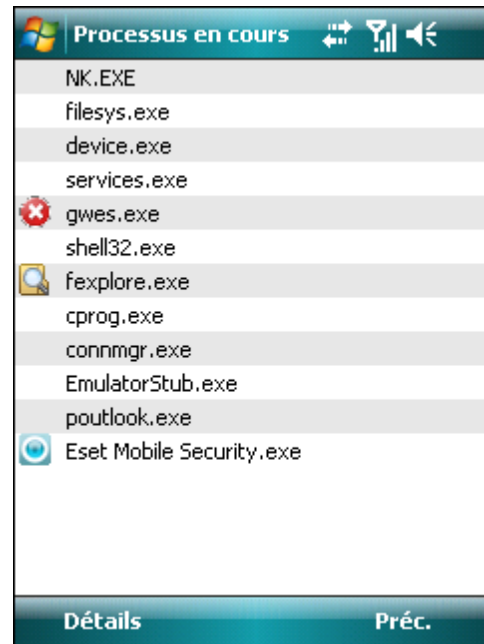 Processus en cours
NK.EXE
filesys.exe
device.exe
services.exe
gwes.exe
shell32.exe
fexplore.exe
cprog.exe
connmgr.exe
EmulatorStub.exe
poutlook.exe
Eset Mobile Security.exe
Détails Préc.